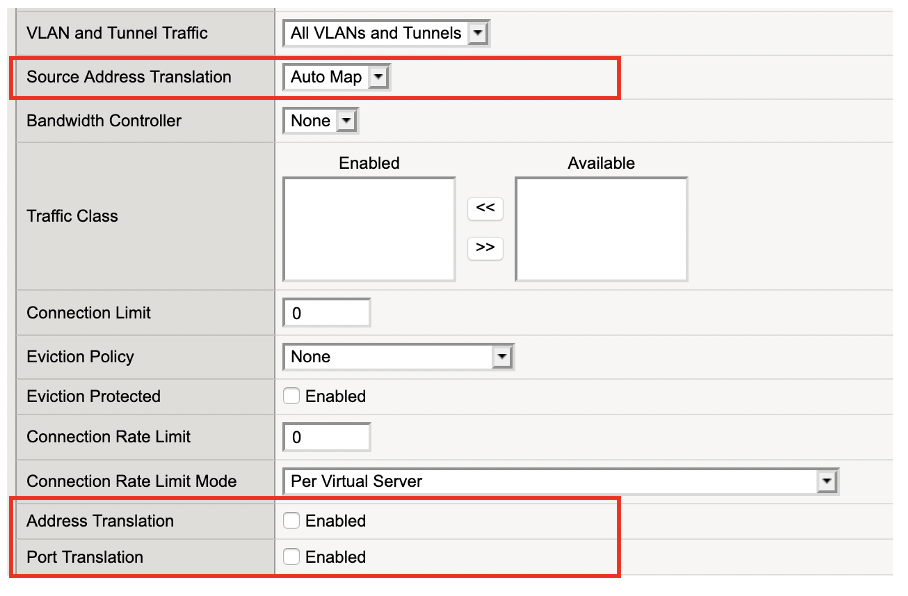 VLAN and Tunnel Traffic All VLANs and Tunnels
Source Address Translation Auto Map
Bandwidth Controller None
Enabled Available
Traffic Class
<<
>>
Connection Limit 0
Eviction Policy None
Eviction Protected Enabled
Connection Rate Limit 0
Connection Rate Limit Mode Per Virtual Server
Address Translation Enabled
Port Translation Enabled